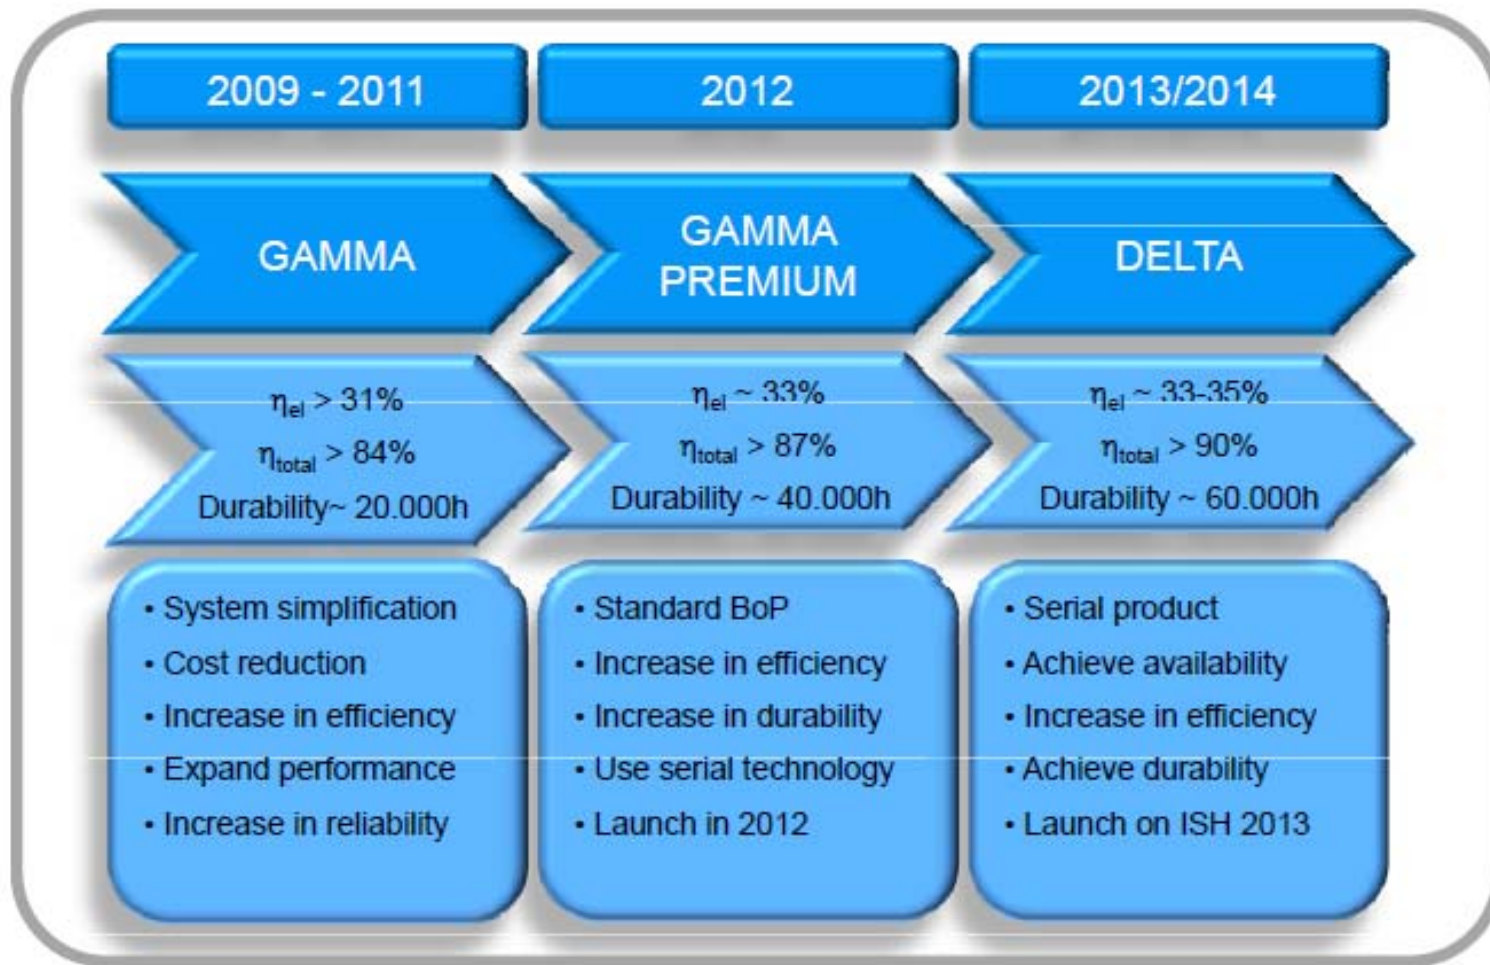 2009 - 2011
2012
2013/2014
GAMMA
GAMMA
PREMIUM
DELTA
ηel > 31%
ηtotal > 84%
Durability~ 20.000h
ηel ~ 33%
ηtotal > 87%
Durability ~ 40.000h
ηel ~ 33-35%
ηtotal > 90%
Durability ~ 60.000h
• System simplification
• Cost reduction
• Increase in efficiency
• Expand performance
• Increase in reliability
• Standard BoP
• Increase in efficiency
• Increase in durability
• Use serial technology
• Launch in 2012
• Serial product
• Achieve availability
• Increase in efficiency
• Achieve durability
• Launch on ISH 2013